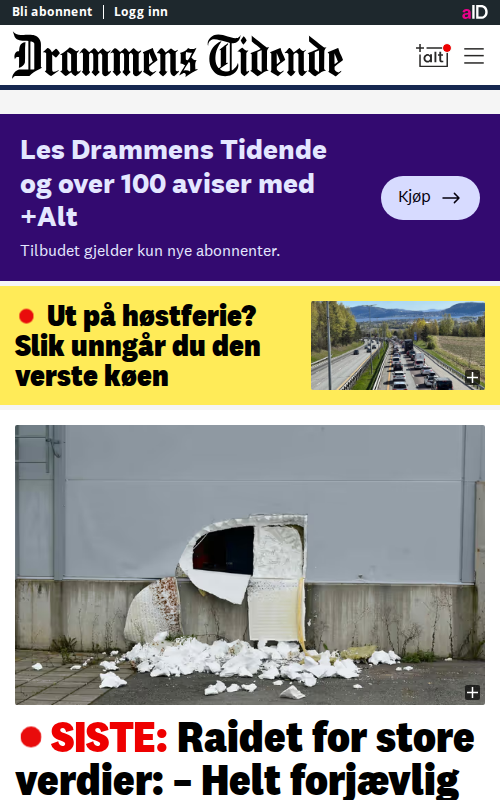 Bli abonnent | Logg inn
aID
Drammens Tidende
+alt
Les Drammens Tidende
og over 100 aviser med
+Alt
Kjøp →
Tilbudet gjelder kun nye abonnenter.
Ut på høstferie?
Slik unngår du den
verste køen
SISTE: Raidet for store
verdier: – Helt forjævlig